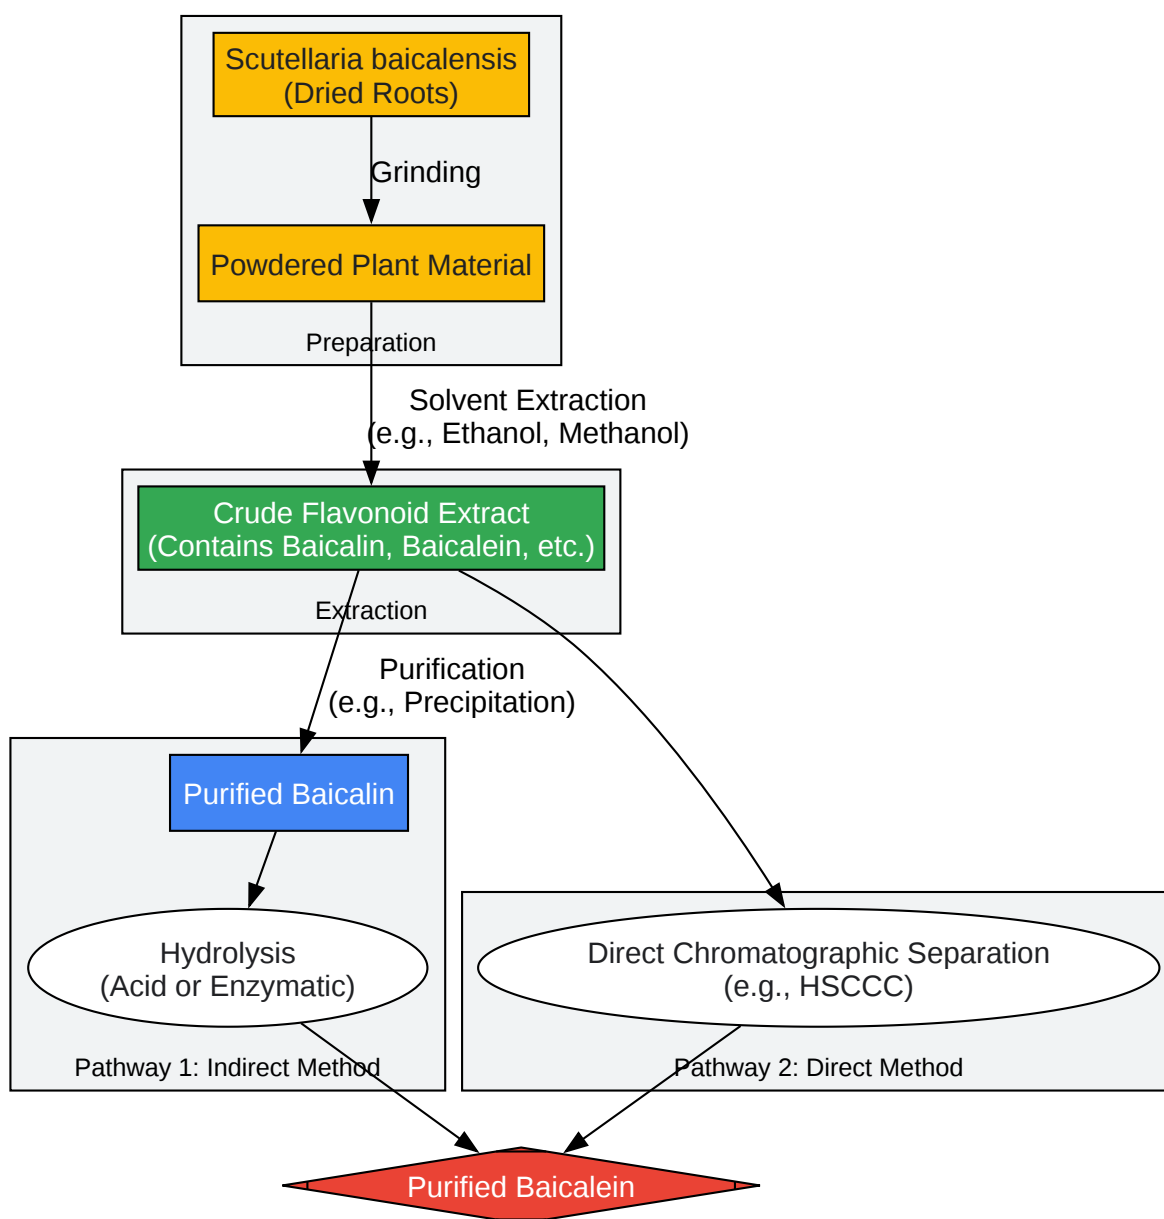 Scutellaria baicalensis
(Dried Roots)
Grinding
Powdered Plant Material
Preparation
Solvent Extraction
(e.g., Ethanol, Methanol)
Crude Flavonoid Extract
(Contains Baicalin, Baicalein, etc.)
Extraction
Purification
(e.g., Precipitation)
Purified Baicalin
Hydrolysis
(Acid or Enzymatic)
Pathway 1: Indirect Method
Direct Chromatographic Separation
(e.g., HSCCC)
Pathway 2: Direct Method
Purified Baicalein